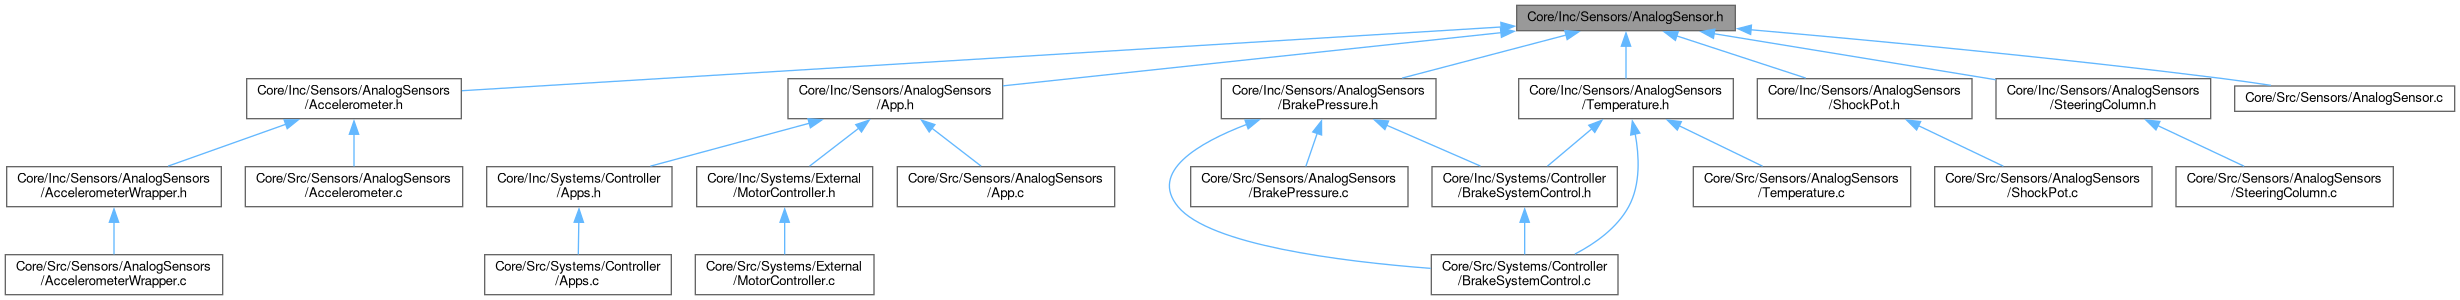 Core/Inc/Sensors/AnalogSensor.h
Core/Inc/Sensors/AnalogSensors
/Accelerometer.h
Core/Inc/Sensors/AnalogSensors
/App.h
Core/Inc/Sensors/AnalogSensors
/BrakePressure.h
Core/Inc/Sensors/AnalogSensors
/Temperature.h
Core/Inc/Sensors/AnalogSensors
/ShockPot.h
Core/Inc/Sensors/AnalogSensors
/SteeringColumn.h
Core/Src/Sensors/AnalogSensor.c
Core/Inc/Sensors/AnalogSensors
/AccelerometerWrapper.h
Core/Src/Sensors/AnalogSensors
/Accelerometer.c
Core/Inc/Systems/Controller
/Apps.h
Core/Inc/Systems/External
/MotorController.h
Core/Src/Sensors/AnalogSensors
/App.c
Core/Src/Sensors/AnalogSensors
/BrakePressure.c
Core/Inc/Systems/Controller
/BrakeSystemControl.h
Core/Src/Sensors/AnalogSensors
/Temperature.c
Core/Src/Sensors/AnalogSensors
/ShockPot.c
Core/Src/Sensors/AnalogSensors
/SteeringColumn.c
Core/Src/Sensors/AnalogSensors
/AccelerometerWrapper.c
Core/Src/Systems/Controller
/Apps.c
Core/Src/Systems/External
/MotorController.c
Core/Src/Systems/Controller
/BrakeSystemControl.c